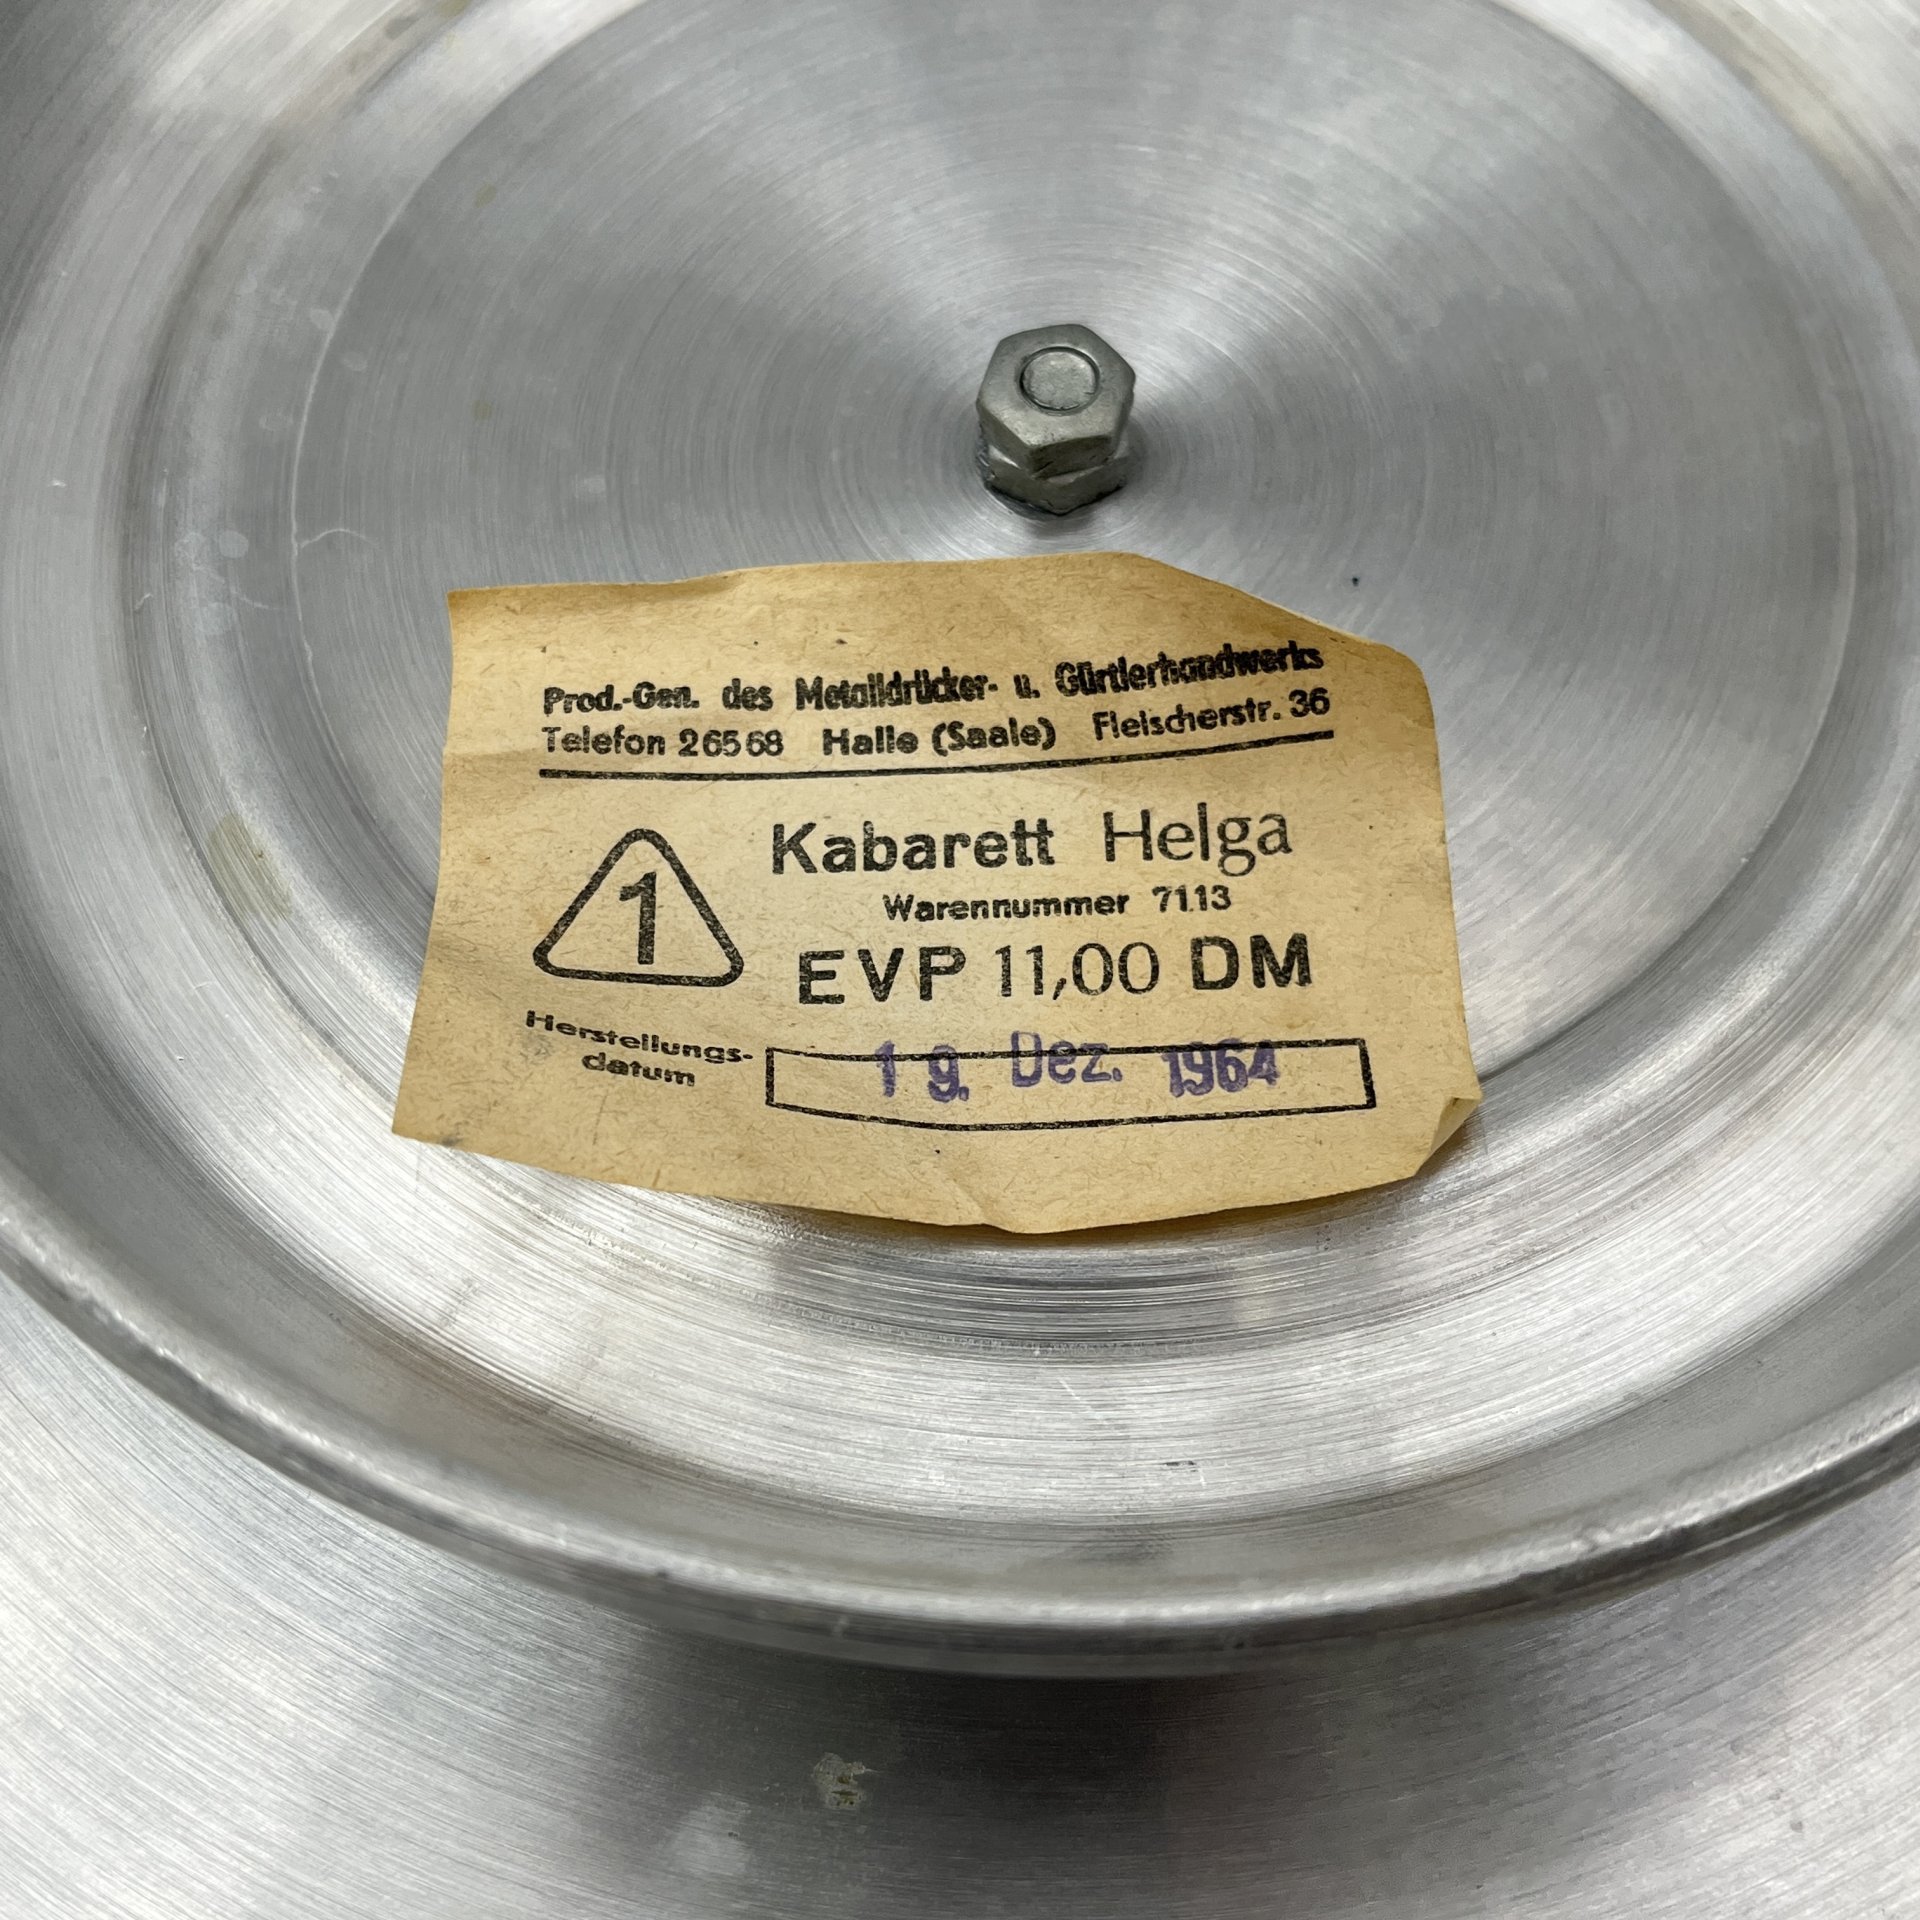 Prod.-Gen. des Metalldrücker- u. Gürtlerhandwerks
Telefon 26568 Halle (Saale) Fleischerstr. 36
1
Kabarett Helga
Warennummer 7113
EVP 11,00 DM
Herstellungs-
datum
19. Dez. 1964